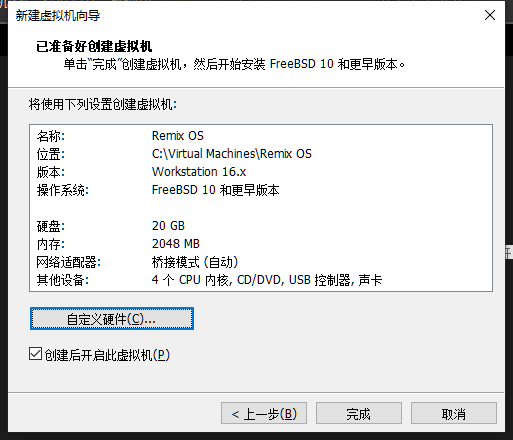 新建虚拟机向导
已准备好创建虚拟机
单击“完成”创建虚拟机，然后开始安装 FreeBSD 10 和更早版本。
将使用下列设置创建虚拟机:
名称: Remix OS
位置: C:\Virtual Machines\Remix OS
版本: Workstation 16.x
操作系统: FreeBSD 10 和更早版本
硬盘: 20 GB
内存: 2048 MB
网络适配器: 桥接模式 (自动)
其他设备: 4 个 CPU 内核, CD/DVD, USB 控制器, 声卡
自定义硬件(C)...
创建后开启此虚拟机(P)
< 上一步(B) 完成 取消